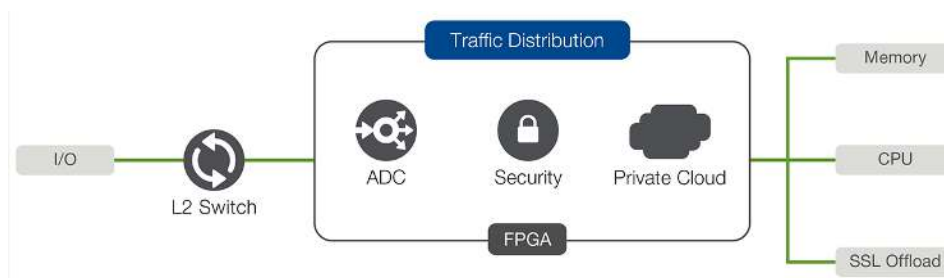 Traffic Distribution
Memory
I/O
L2 Switch
ADC
Security
Private Cloud
CPU
FPGA
SSL Offload